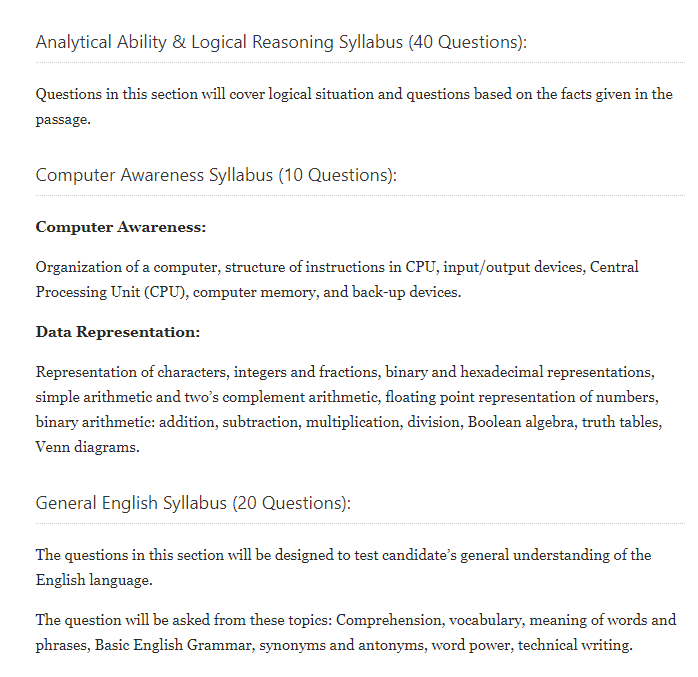 Analytical Ability & Logical Reasoning Syllabus (40 Questions):
Questions in this section will cover logical situation and questions based on the facts given in the
passage.
Computer Awareness Syllabus (10 Questions):
Computer Awareness:
Organization of a computer, structure of instructions in CPU, input/output devices, Central
Processing Unit (CPU), computer memory, and back-up devices.
Data Representation:
Representation of characters, integers and fractions, binary and hexadecimal representations,
simple arithmetic and two’s complement arithmetic, floating point representation of numbers,
binary arithmetic: addition, subtraction, multiplication, division, Boolean algebra, truth tables,
Venn diagrams.
General English Syllabus (20 Questions):
The questions in this section will be designed to test candidate’s general understanding of the
English language.
The question will be asked from these topics: Comprehension, vocabulary, meaning of words and
phrases, Basic English Grammar, synonyms and antonyms, word power, technical writing.